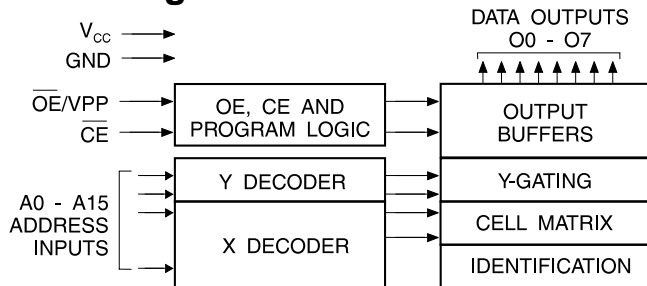 DATA OUTPUTS
O0 - O7
VCC
GND
OE/VPP
CE
OE, CE AND
PROGRAM LOGIC
OUTPUT
BUFFERS
A0 - A15
ADDRESS
INPUTS
Y DECODER
Y-GATING
X DECODER
CELL MATRIX
IDENTIFICATION